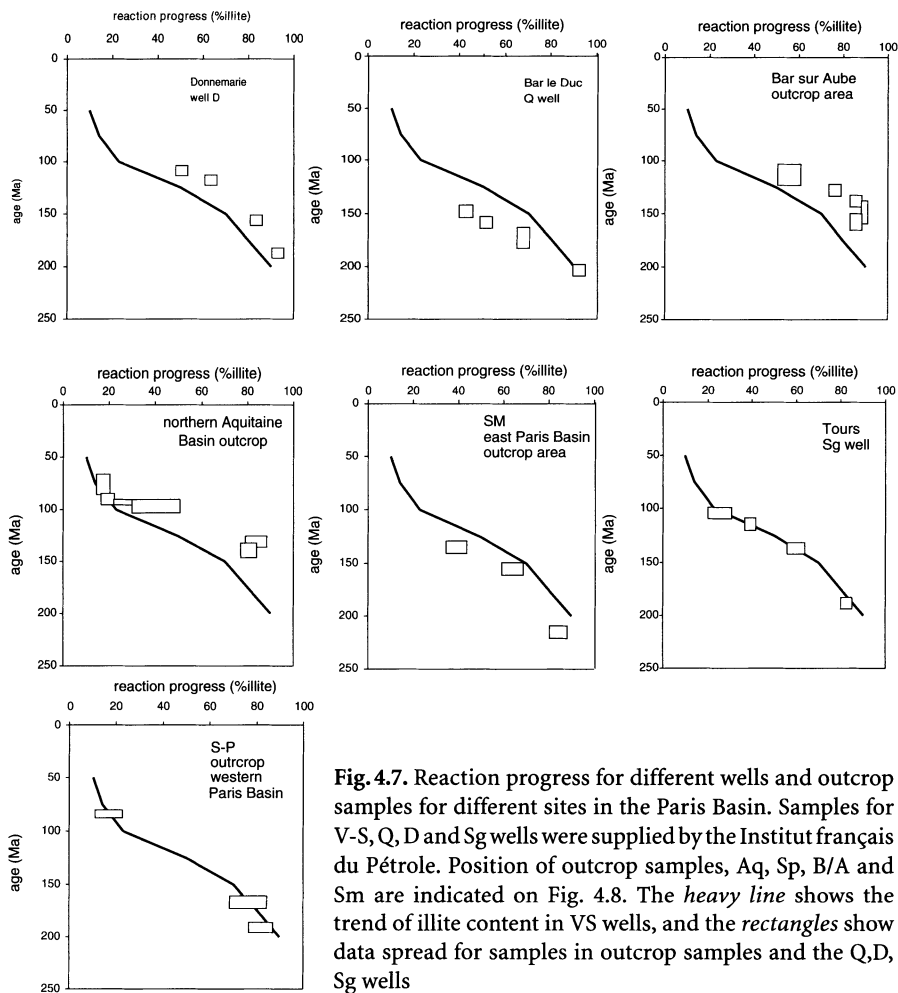 reaction progress (%illite)
0 20 40 60 80 100
0
50
100
150
200
250
age (Ma)
Donnemarie
well D
reaction progress (%illite)
0 20 40 60 80 100
0
50
100
150
200
250
age (Ma)
Bar le Duc
Q well
reaction progress (%illite)
0 20 40 60 80 100
0
50
100
150
200
250
age (Ma)
Bar sur Aube
outcrop area
reaction progress (%illite)
0 20 40 60 80 100
0
50
100
150
200
250
age (Ma)
northern Aquitaine
Basin outcrop
reaction progress (%illite)
0 20 40 60 80 100
0
50
100
150
200
250
age (Ma)
SM
east Paris Basin
outcrop area
reaction progress (%illite)
0 20 40 60 80 100
0
50
100
150
200
250
age (Ma)
Tours
Sg well
reaction progress (%illite)
0 20 40 60 80 100
0
50
100
150
200
250
age (Ma)
S-P
outrcrop
western
Paris Basin
Fig. 4.7. Reaction progress for different wells and outcrop
samples for different sites in the Paris Basin. Samples for
V-S, Q, D and Sg wells were supplied by the Institut français
du Pétrole. Position of outcrop samples, Aq, Sp, B/A and
Sm are indicated on Fig. 4.8. The heavy line shows the
trend of illite content in VS wells, and the rectangles show
data spread for samples in outcrop samples and the Q,D,
Sg wells